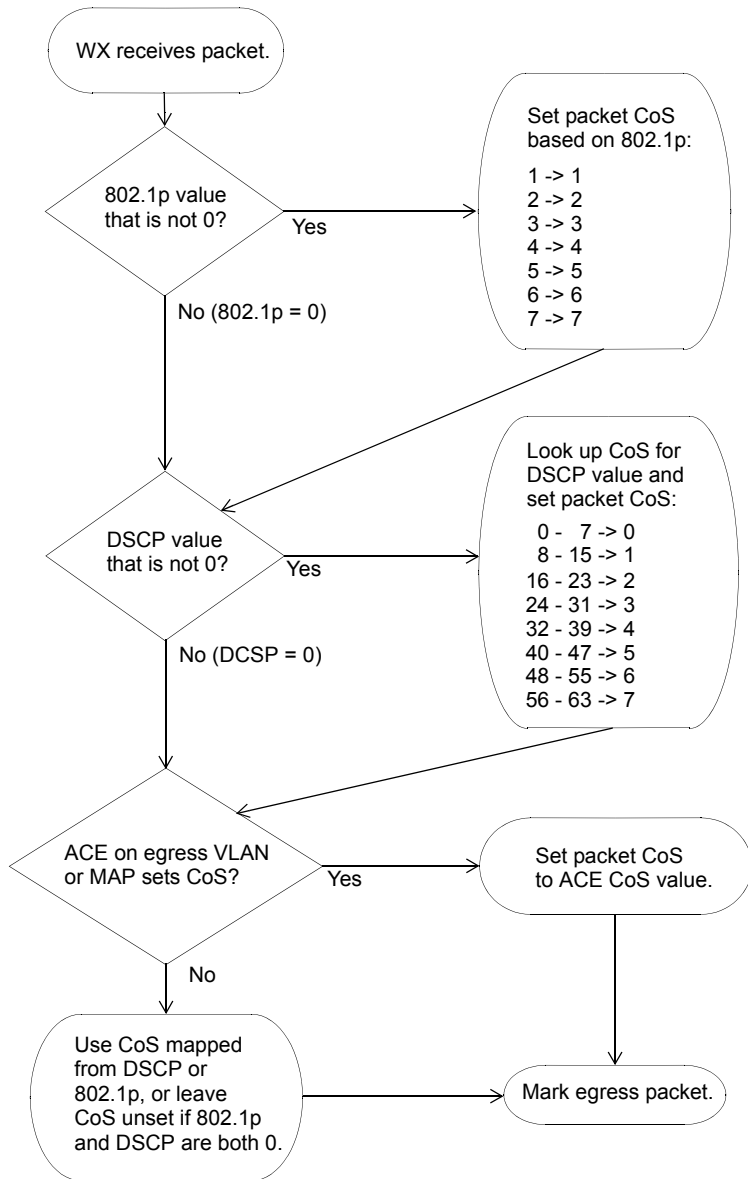 WX receives packet.
802.1p value
that is not 0?
Yes
Set packet CoS
based on 802.1p:
1 -> 1
2 -> 2
3 -> 3
4 -> 4
5 -> 5
6 -> 6
7 -> 7
No (802.1p = 0)
DSCP value
that is not 0?
Yes
Look up CoS for
DSCP value and
set packet CoS:
0 - 7 -> 0
8 - 15 -> 1
16 - 23 -> 2
24 - 31 -> 3
32 - 39 -> 4
40 - 47 -> 5
48 - 55 -> 6
56 - 63 -> 7
No (DCSP = 0)
ACE on egress VLAN
or MAP sets CoS?
Yes
Set packet CoS
to ACE CoS value.
No
Use CoS mapped
from DSCP or
802.1p, or leave
CoS unset if 802.1p
and DSCP are both 0.
Mark egress packet.